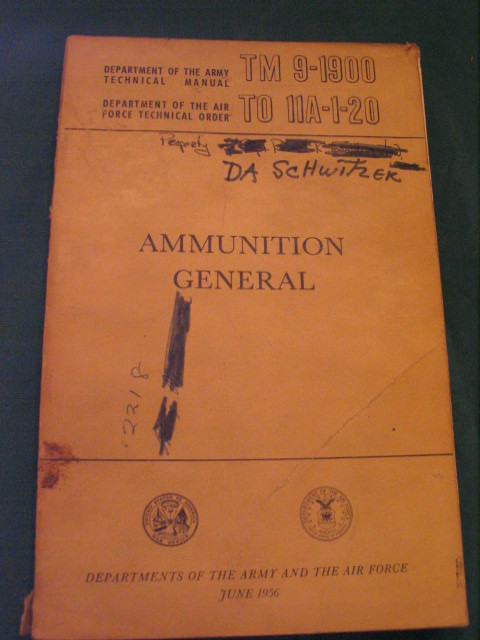 DEPARTMENT OF THE ARMY
TECHNICAL MANUAL
TM 9-1900
DEPARTMENT OF THE AIR
FORCE TECHNICAL ORDER
TO 11A-1-20
Property
DA SCHWITZER
AMMUNITION
GENERAL
DEPARTMENTS OF THE ARMY AND THE AIR FORCE
JUNE 1956